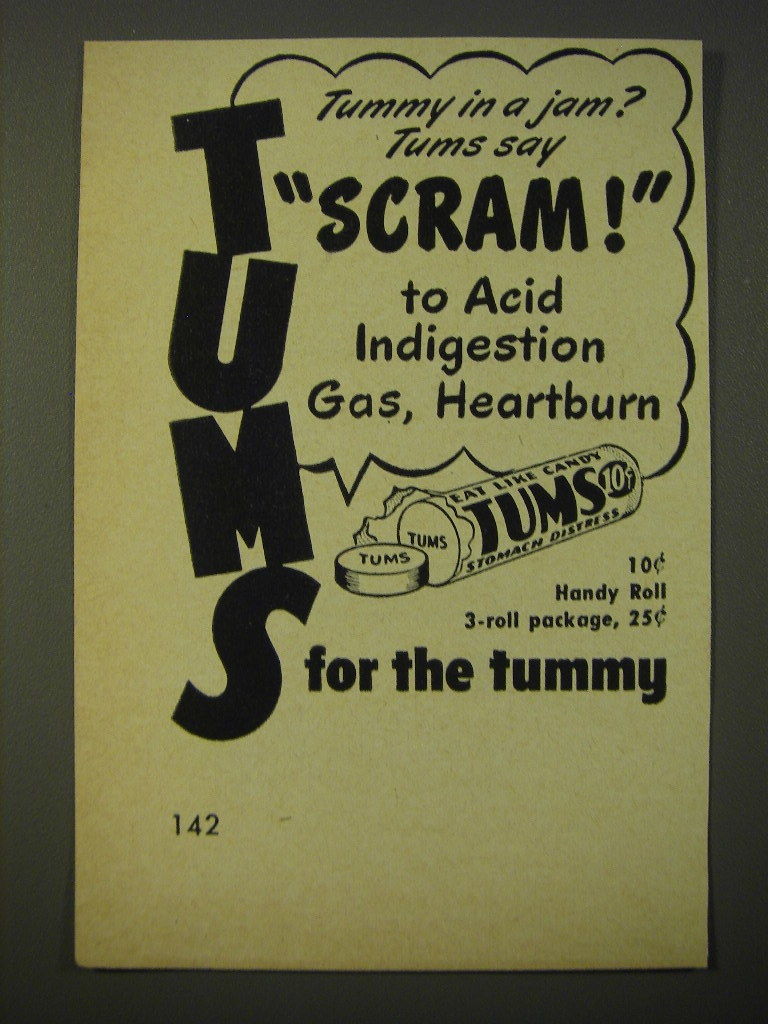 TUMS
Tummy in a jam?
Tums say
"SCRAM!"
to Acid
Indigestion
Gas, Heartburn
EAT LIKE CANDY
TUMS 10¢
STOMACH DISTRESS
TUMS
TUMS
10¢
Handy Roll
3-roll package, 25¢
for the tummy
142